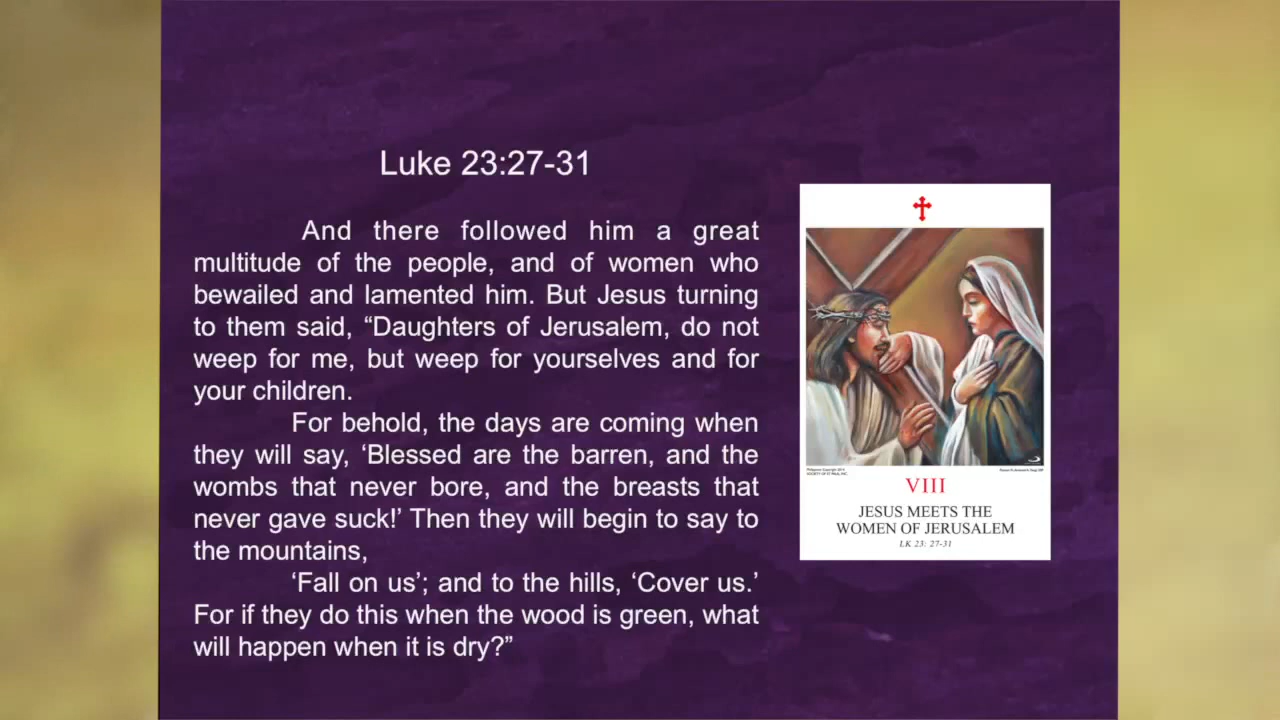 Luke 23:27-31
And there followed him a great
multitude of the people, and of women who
bewailed and lamented him. But Jesus turning
to them said, “Daughters of Jerusalem, do not
weep for me, but weep for yourselves and for
your children.
For behold, the days are coming when
they will say, ‘Blessed are the barren, and the
wombs that never bore, and the breasts that
never gave suck!’ Then they will begin to say to
the mountains,
‘Fall on us’; and to the hills, ‘Cover us.’
For if they do this when the wood is green, what
will happen when it is dry?”
VIII
JESUS MEETS THE
WOMEN OF JERUSALEM
LK 23: 27-31